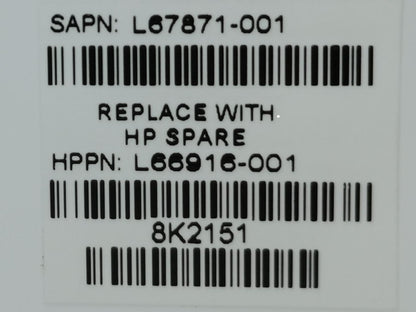 SAPN: L67871-001
REPLACE WITH
HP SPARE
HPPN: L66916-001
8K2151